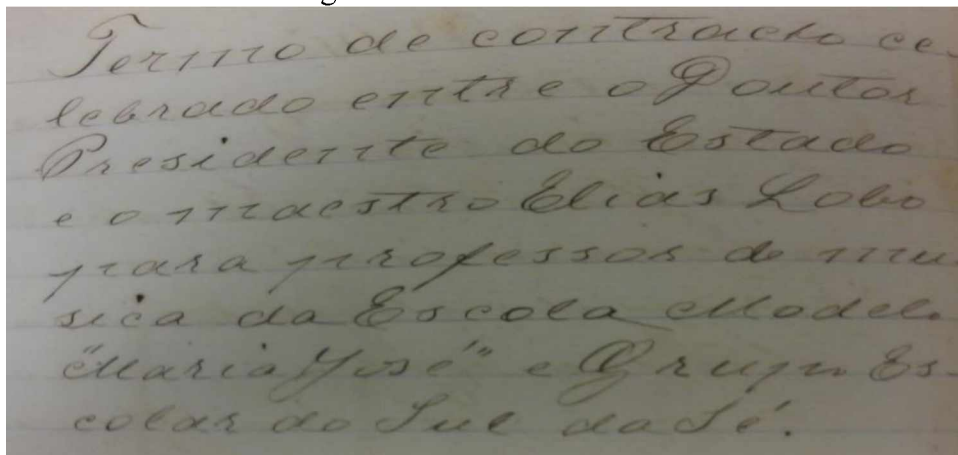 Termo de contracto ce-
lebrado entre o Doutor
Presidente do Estado
e o maestro Elias Lobo
para professor de mu
sica da Escola Modelo
"Maria José" e Grupo Es-
colar do Sul da Sé.